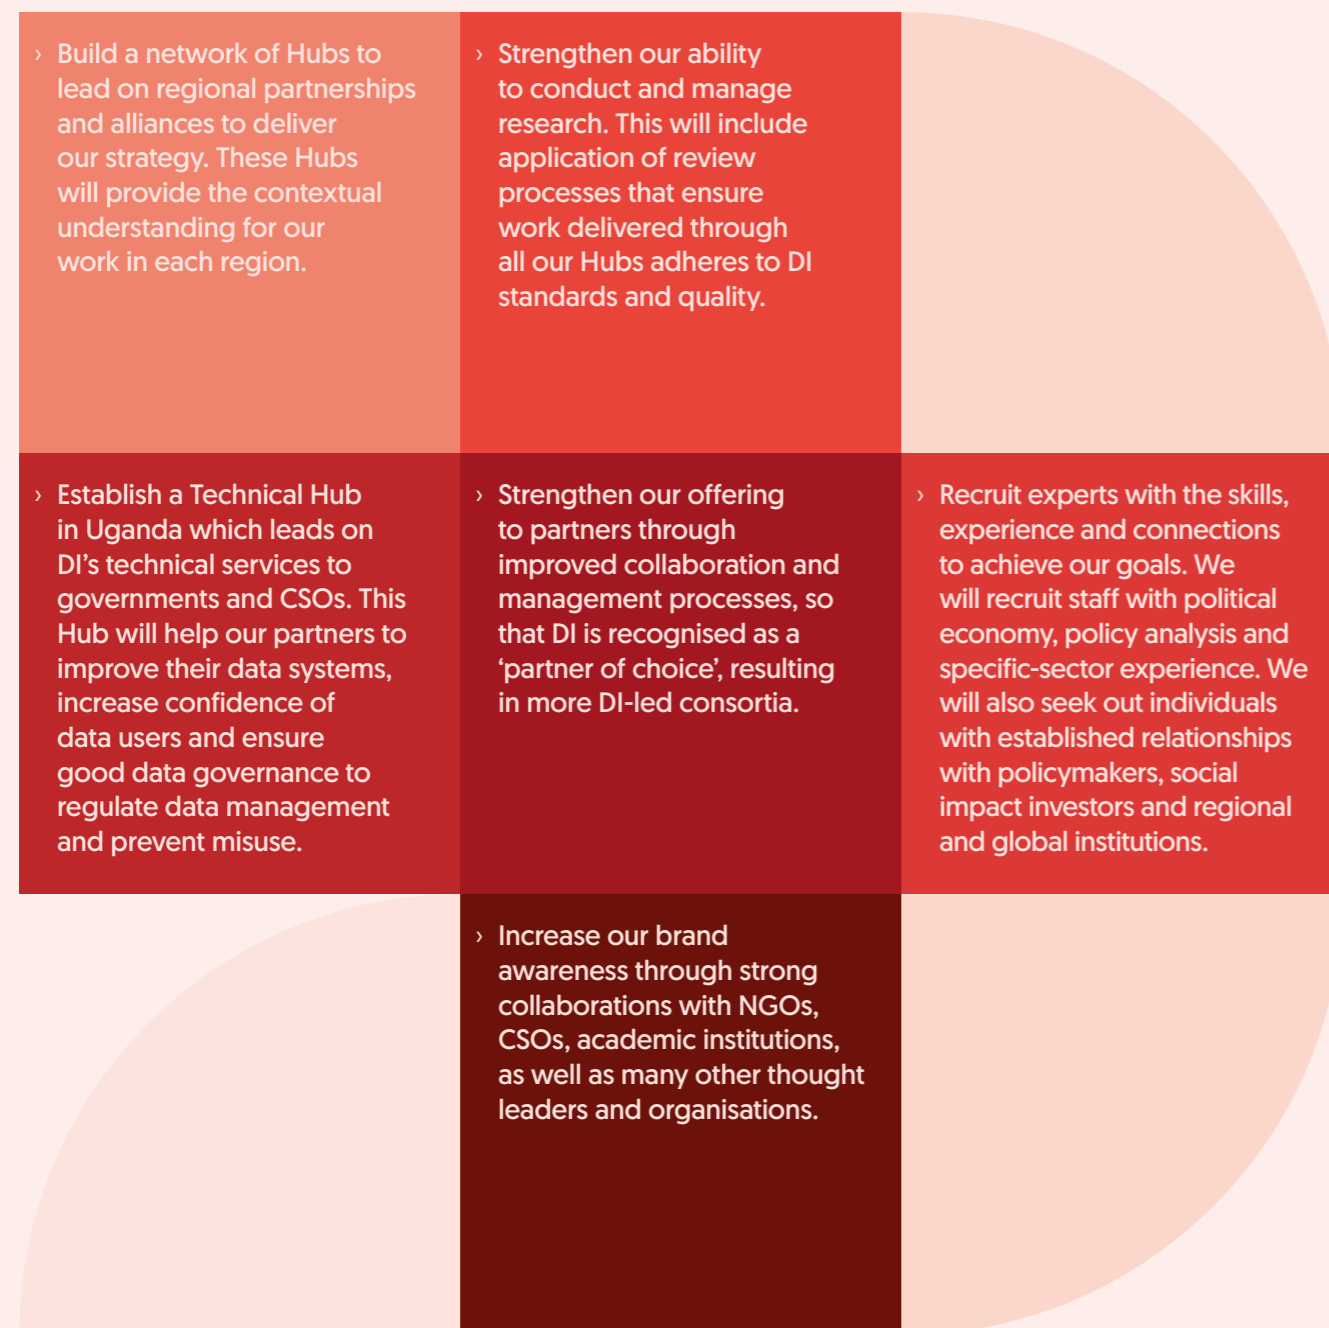 › Build a network of Hubs to
lead on regional partnerships
and alliances to deliver
our strategy. These Hubs
will provide the contextual
understanding for our
work in each region.
› Strengthen our ability
to conduct and manage
research. This will include
application of review
processes that ensure
work delivered through
all our Hubs adheres to DI
standards and quality.
› Establish a Technical Hub
in Uganda which leads on
DI’s technical services to
governments and CSOs. This
Hub will help our partners to
improve their data systems,
increase confidence of
data users and ensure
good data governance to
regulate data management
and prevent misuse.
› Strengthen our offering
to partners through
improved collaboration and
management processes, so
that DI is recognised as a
‘partner of choice’, resulting
in more DI-led consortia.
› Recruit experts with the skills,
experience and connections
to achieve our goals. We
will recruit staff with political
economy, policy analysis and
specific-sector experience. We
will also seek out individuals
with established relationships
with policymakers, social
impact investors and regional
and global institutions.
› Increase our brand
awareness through strong
collaborations with NGOs,
CSOs, academic institutions,
as well as many other thought
leaders and organisations.